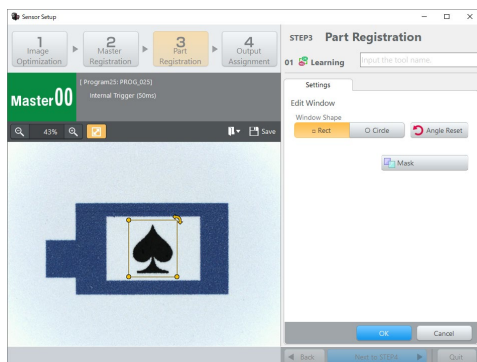 Sensor Setup
1
Image
Optimization
2
Master
Registration
3
Part
Registration
4
Output
Assignment
STEP3 Part Registration
01 Learning
Input the tool name.
Master00
[ Program25: PROG_025]
Internal Trigger (50ms)
43%
Save
Settings
Edit Window
Window Shape
Rect
Circle
Angle Reset
Mask
OK
Cancel
Back
Next to STEP4
Quit